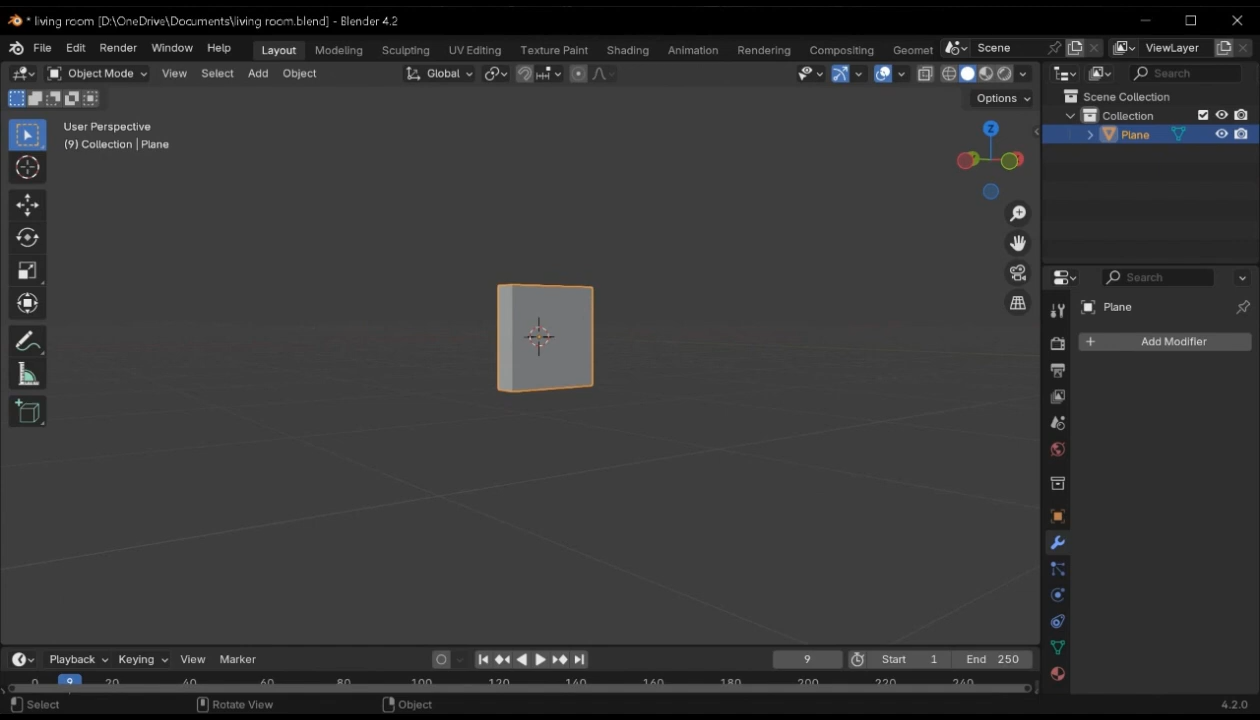 * living room [D:\OneDrive\Documents\living room.blend] - Blender 4.2
File Edit Render Window Help Layout Modeling Sculpting UV Editing Texture Paint Shading Animation Rendering Compositing Geomet Scene ViewLayer
Object Mode View Select Add Object Global Search
Options
Scene Collection
Collection
Plane
User Perspective
(9) Collection | Plane
Z
Search
Plane
+ Add Modifier
Playback Keying View Marker 9 Start 1 End 250
0 9 20 40 60 80 100 120 140 160 180 200 220 240
Select Rotate View Object 4.2.0